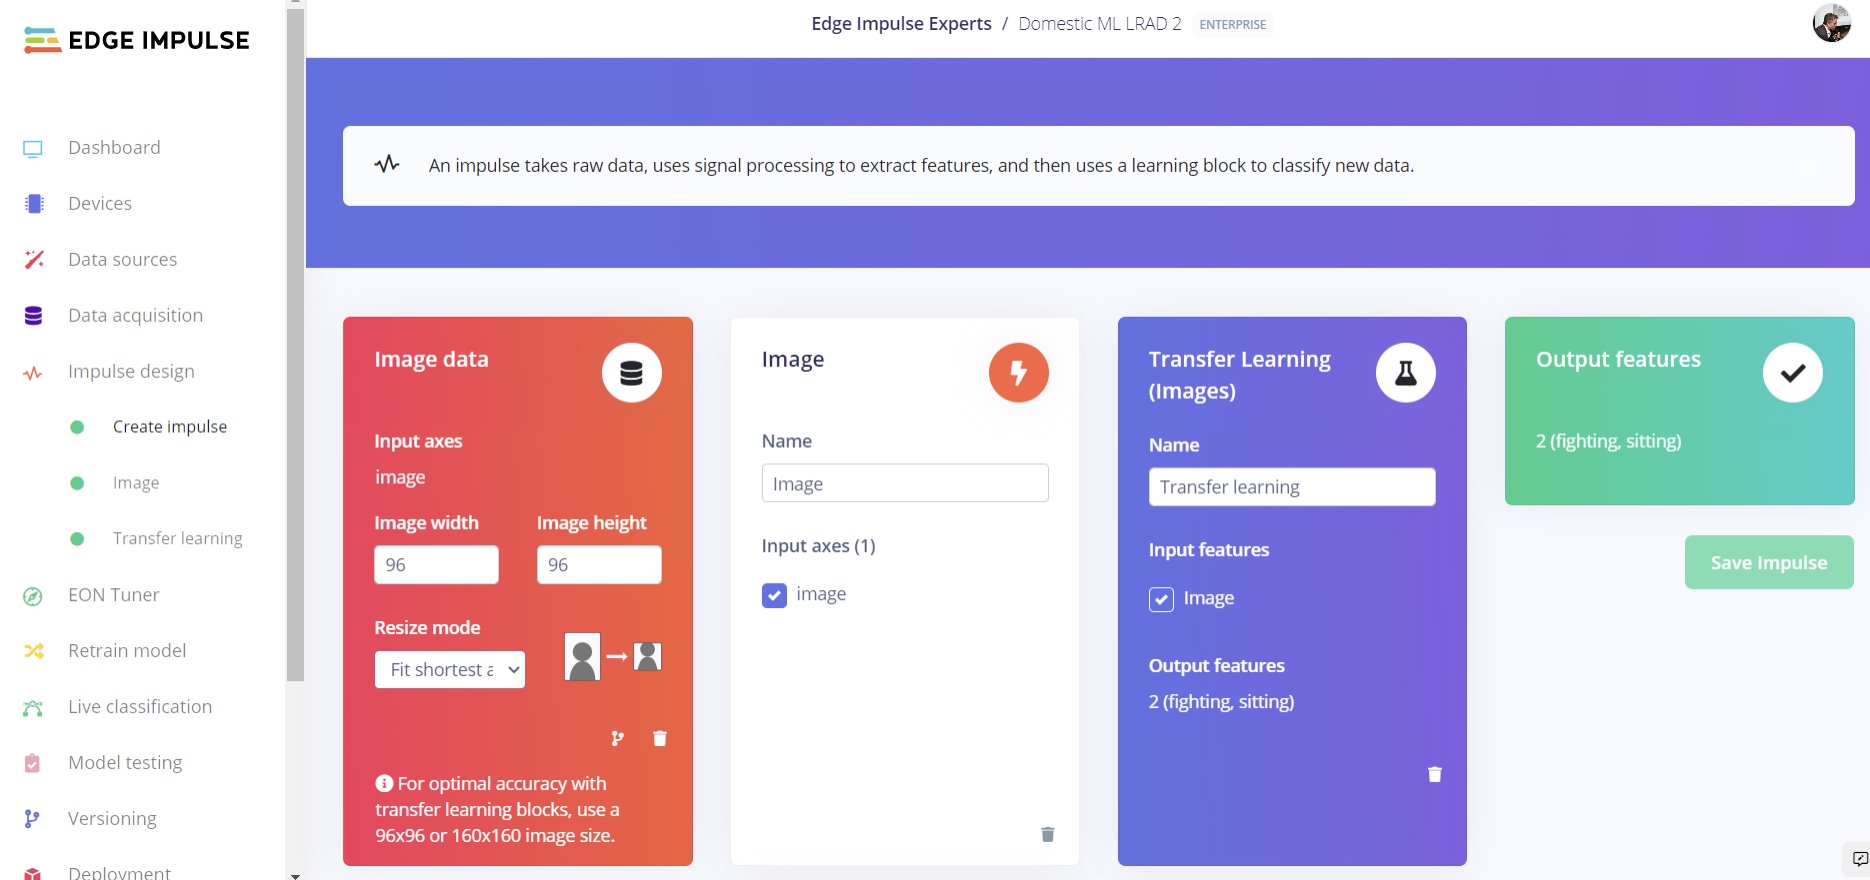 EDGE IMPULSE
Dashboard
Devices
Data sources
Data acquisition
Impulse design
Create impulse
Image
Transfer learning
EON Tuner
Retrain model
Live classification
Model testing
Versioning
Deployment
Edge Impulse Experts / Domestic ML LRAD 2 ENTERPRISE
An impulse takes raw data, uses signal processing to extract features, and then uses a learning block to classify new data.
Image data
Input axes
image
Image width Image height
96 96
Resize mode
Fit shortest a
For optimal accuracy with
transfer learning blocks, use a
96x96 or 160x160 image size.
Image
Name
Image
Input axes (1)
image
Transfer Learning
(Images)
Name
Transfer learning
Input features
Image
Output features
2 (fighting, sitting)
Output features
2 (fighting, sitting)
Save Impulse